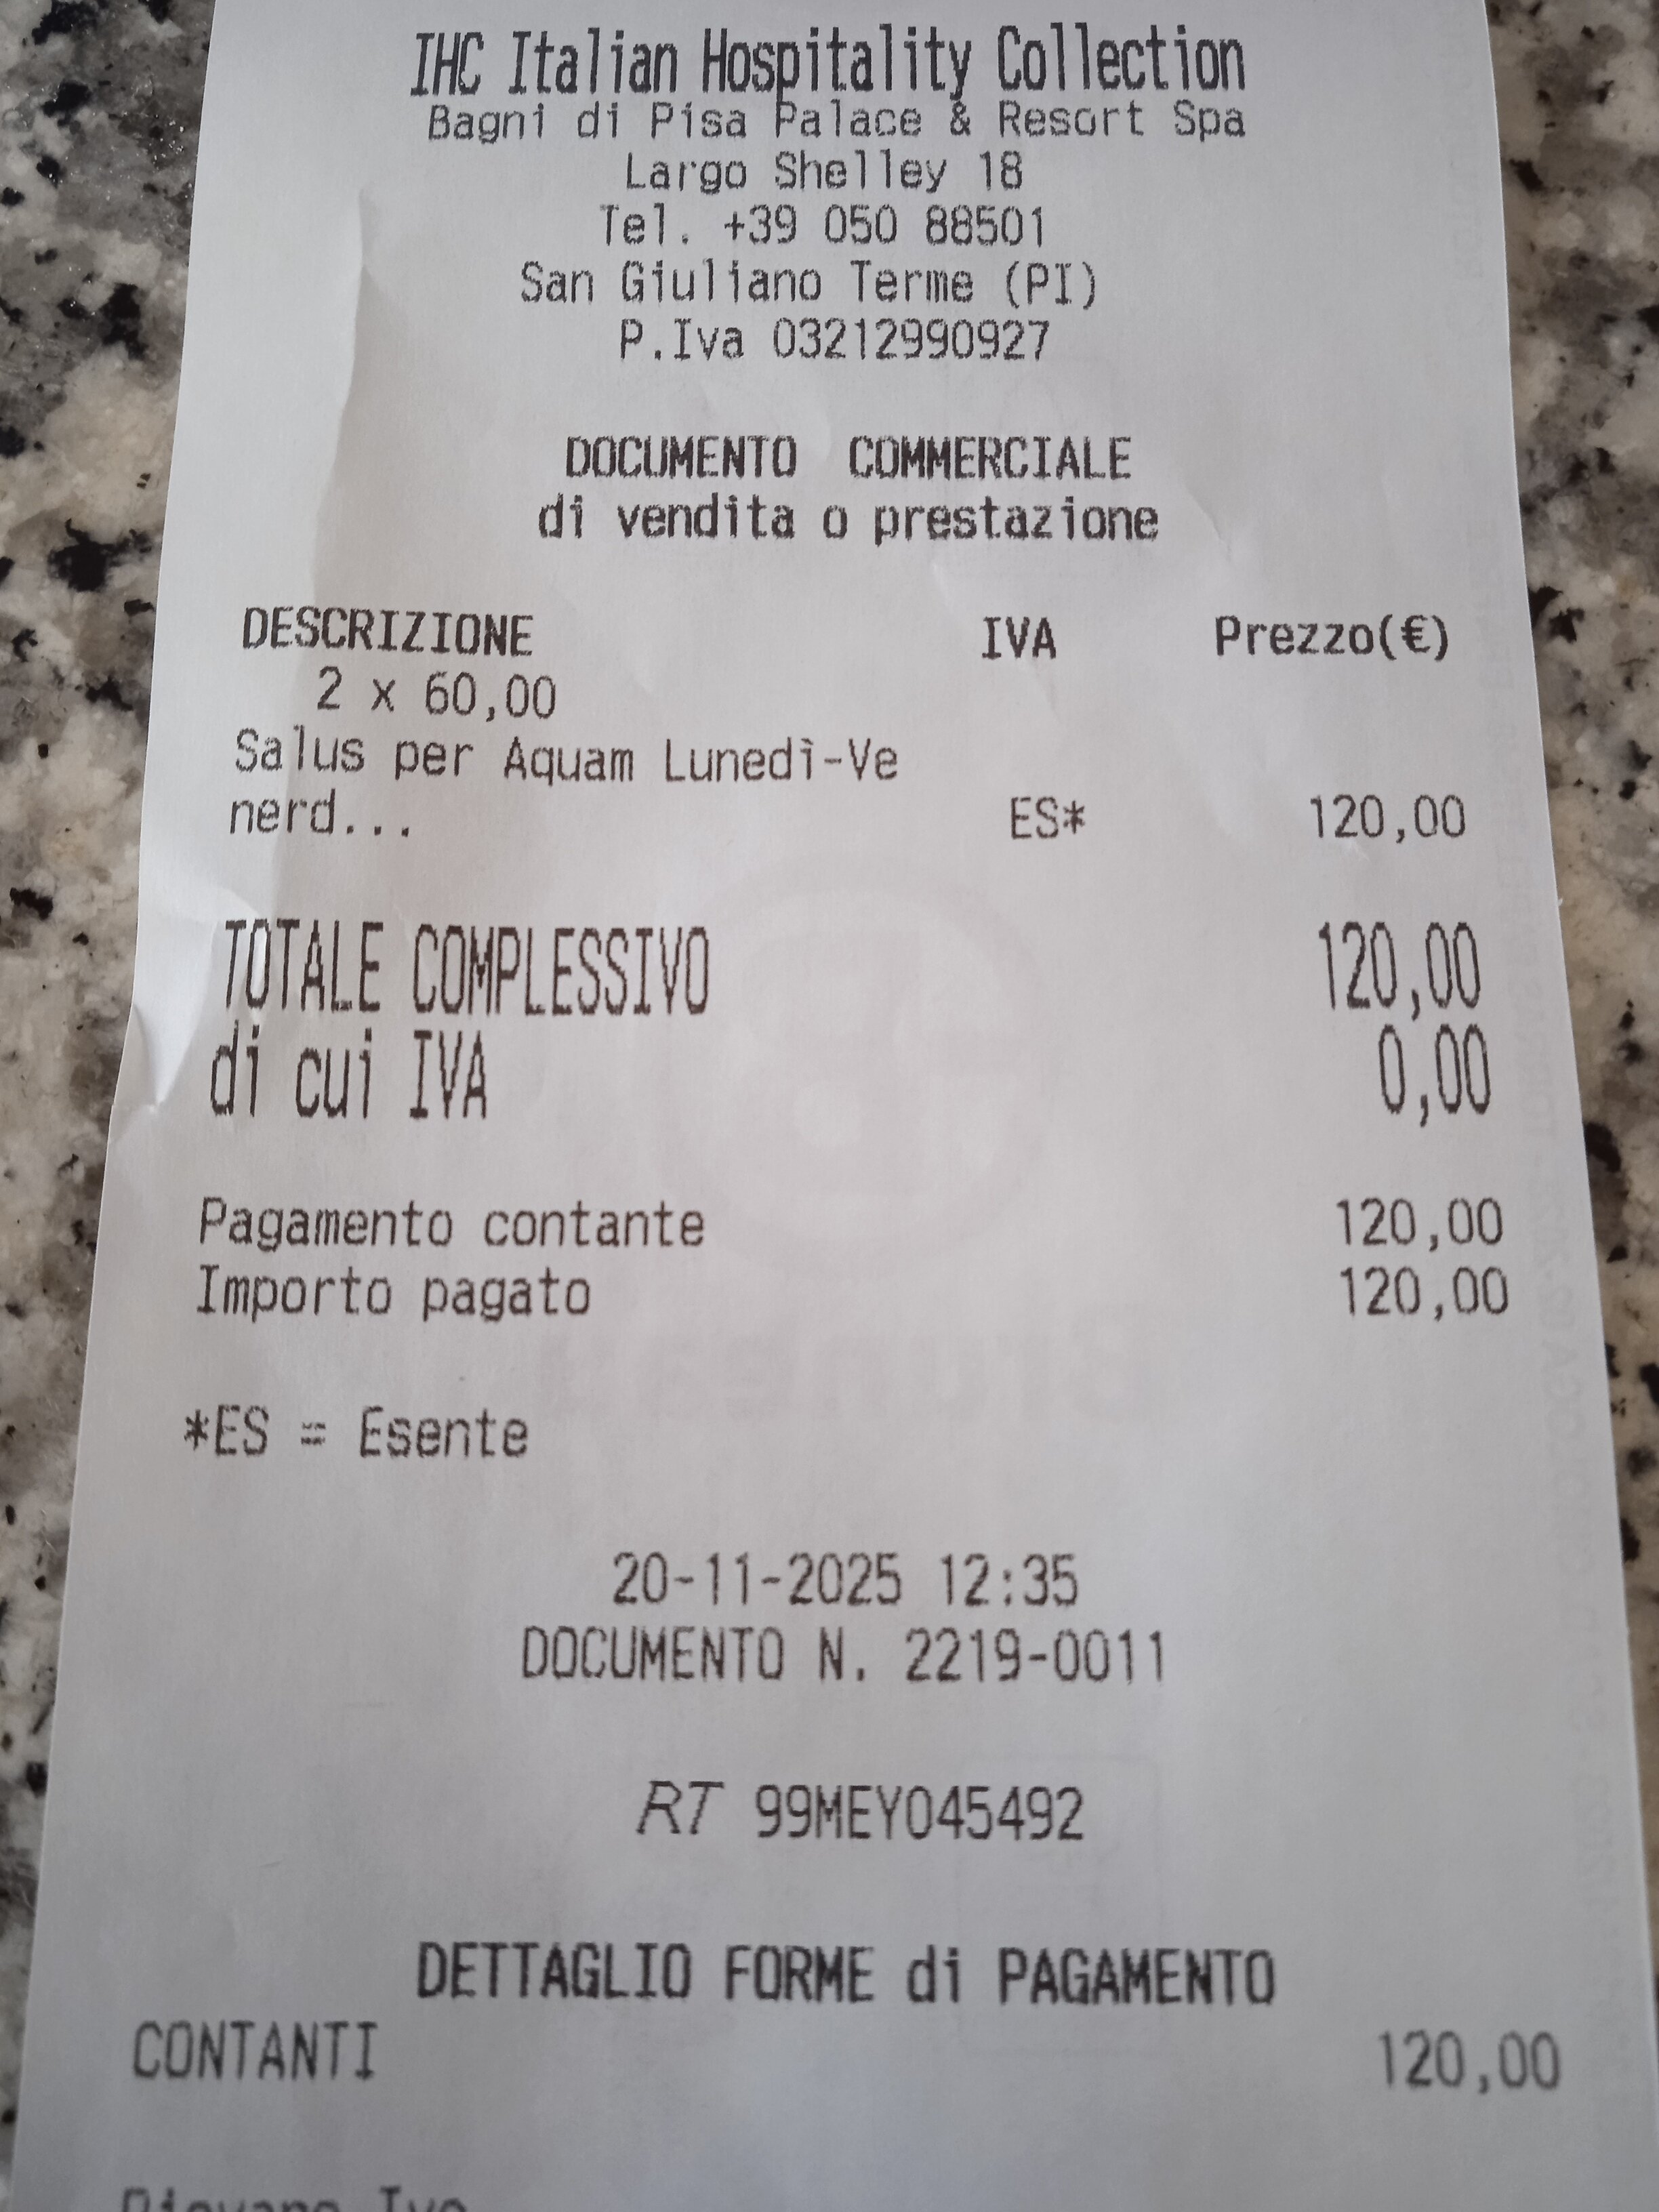 IHC Italian Hospitality Collection
Bagni di Pisa Palace & Resort Spa
Largo Shelley 18
Tel. +39 050 88501
San Giuliano Terme (PI)
P.Iva 03212990927
DOCUMENTO COMMERCIALE
di vendita o prestazione
DESCRIZIONE IVA Prezzo(€)
2 x 60,00
Salus per Aquam Lunedì-Ve
nerd... ES* 120,00
TOTALE COMPLESSIVO 120,00
di cui IVA 0,00
Pagamento contante 120,00
Importo pagato 120,00
*ES = Esente
20-11-2025 12:35
DOCUMENTO N. 2219-0011
RT 99MEY045492
DETTAGLIO FORME di PAGAMENTO
CONTANTI 120,00